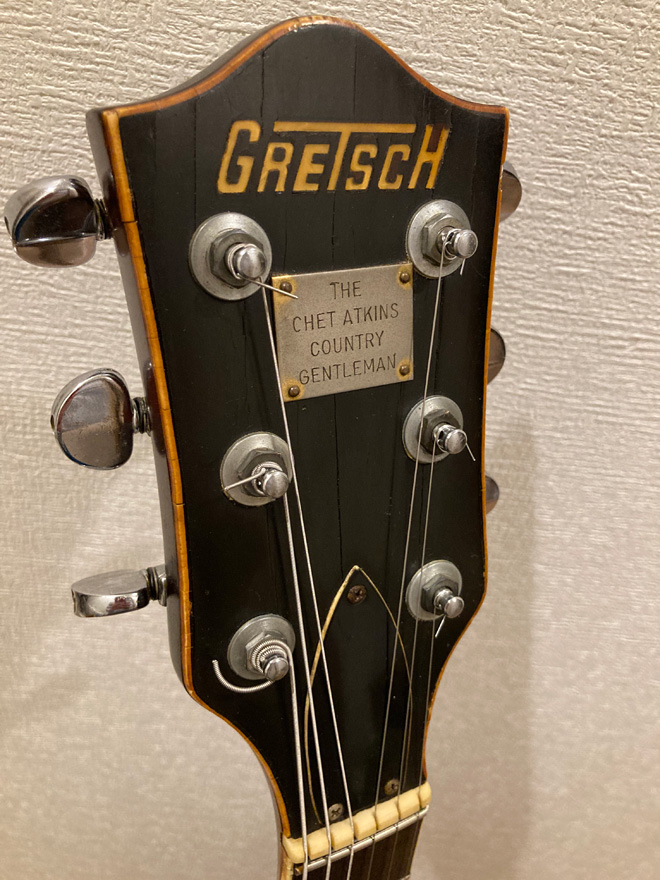 GRETSCH
THE
CHET ATKINS
COUNTRY
GENTLEMAN